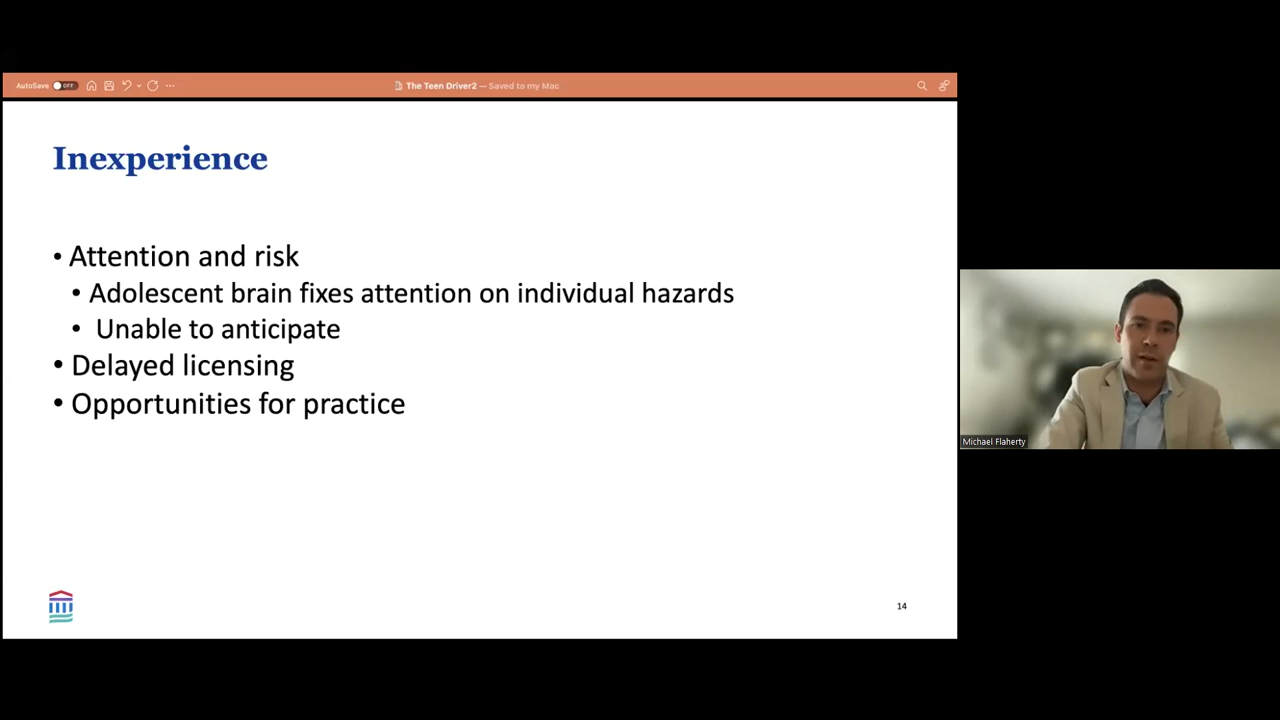 AutoSave OFF
The Teen Driver2 — Saved to my Mac
Inexperience
• Attention and risk
• Adolescent brain fixes attention on individual hazards
• Unable to anticipate
• Delayed licensing
• Opportunities for practice
Michael Flaherty
14